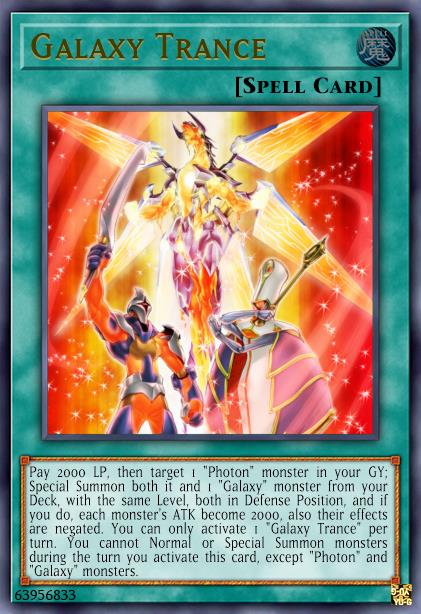 Galaxy Trance
魔
[Spell Card]
Pay 2000 LP, then target 1 "Photon" monster in your GY;
Special Summon both it and 1 "Galaxy" monster from your
Deck, with the same Level, both in Defense Position, and if
you do, each monster's ATK become 2000, also their effects
are negated. You can only activate 1 "Galaxy Trance" per
turn. You cannot Normal or Special Summon monsters
during the turn you activate this card, except "Photon" and
"Galaxy" monsters.
63956833